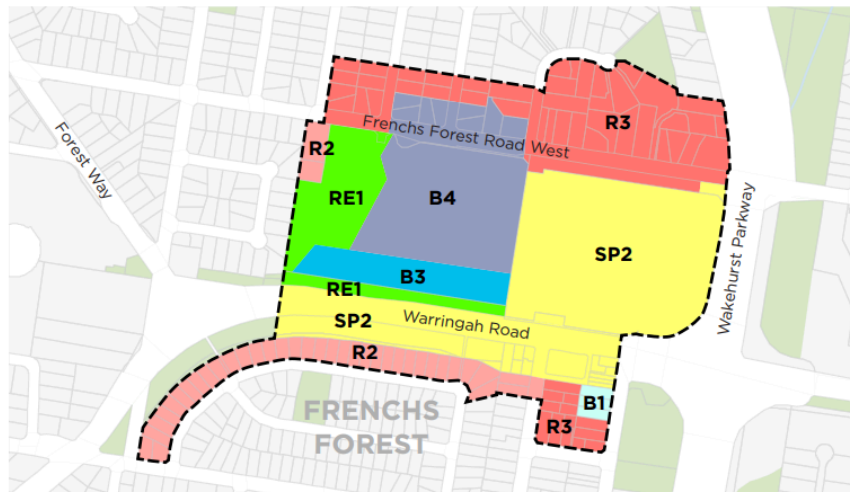 R3
Frenchs Forest Road West
R2
Forest Way
RE1
B4
SP2
Wakehurst Parkway
B3
RE1
Warringah Road
SP2
R2
B1
FRENCHS
FOREST
R3